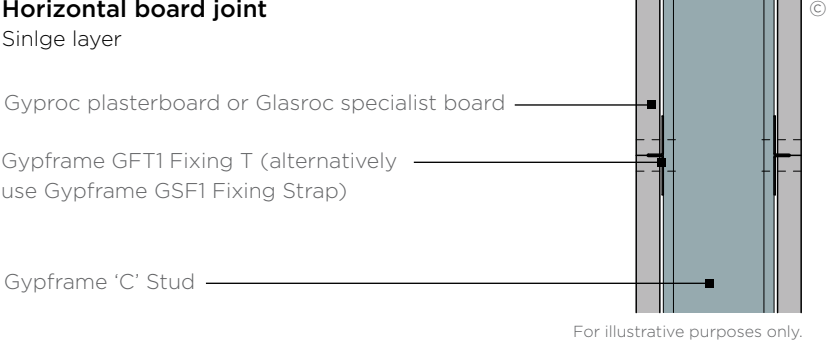 Horizontal board joint
Sinlge layer
©
Gyproc plasterboard or Glasroc specialist board
Gypframe GFT1 Fixing T (alternatively
use Gypframe GSF1 Fixing Strap)
Gypframe ‘C’ Stud
For illustrative purposes only.